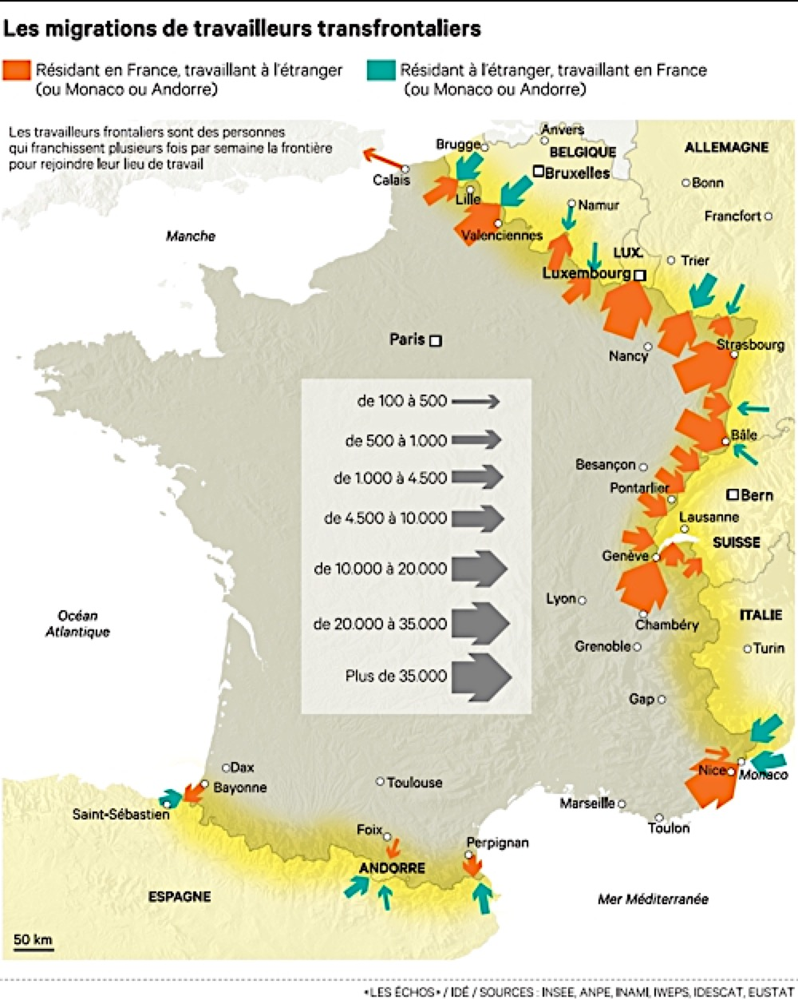 Les migrations de travailleurs transfrontaliers
Résidant en France, travaillant à l'étranger
(ou Monaco ou Andorre)
Résidant à l'étranger, travaillant en France
(ou Monaco ou Andorre)
Les travailleurs frontaliers sont des personnes
qui franchissent plusieurs fois par semaine la frontière
pour rejoindre leur lieu de travail
Anvers
Brugge
BELGIQUE
ALLEMAGNE
Calais
Bruxelles
Bonn
Lille
Namur
Francfort
Manche
Valenciennes
LUX.
Trier
Luxembourg
Paris
Nancy
Strasbourg
de 100 à 500
de 500 à 1.000
de 1.000 à 4.500
de 4.500 à 10.000
de 10.000 à 20.000
de 20.000 à 35.000
Plus de 35.000
Bâle
Besançon
Pontarlier
Bern
Lausanne
SUISSE
Genève
Lyon
Océan
Atlantique
ITALIE
Chambéry
Grenoble
Turin
Gap
Dax
Bayonne
Toulouse
Nice
Monaco
Marseille
Saint-Sébastien
Toulon
Foix
Perpignan
ANDORRE
ESPAGNE
Mer Méditerranée
50 km
«LES ÉCHOS» / IDÉ / SOURCES : INSEE, ANPE, INAMI, IWEPS, IDESCAT, EUSTAT